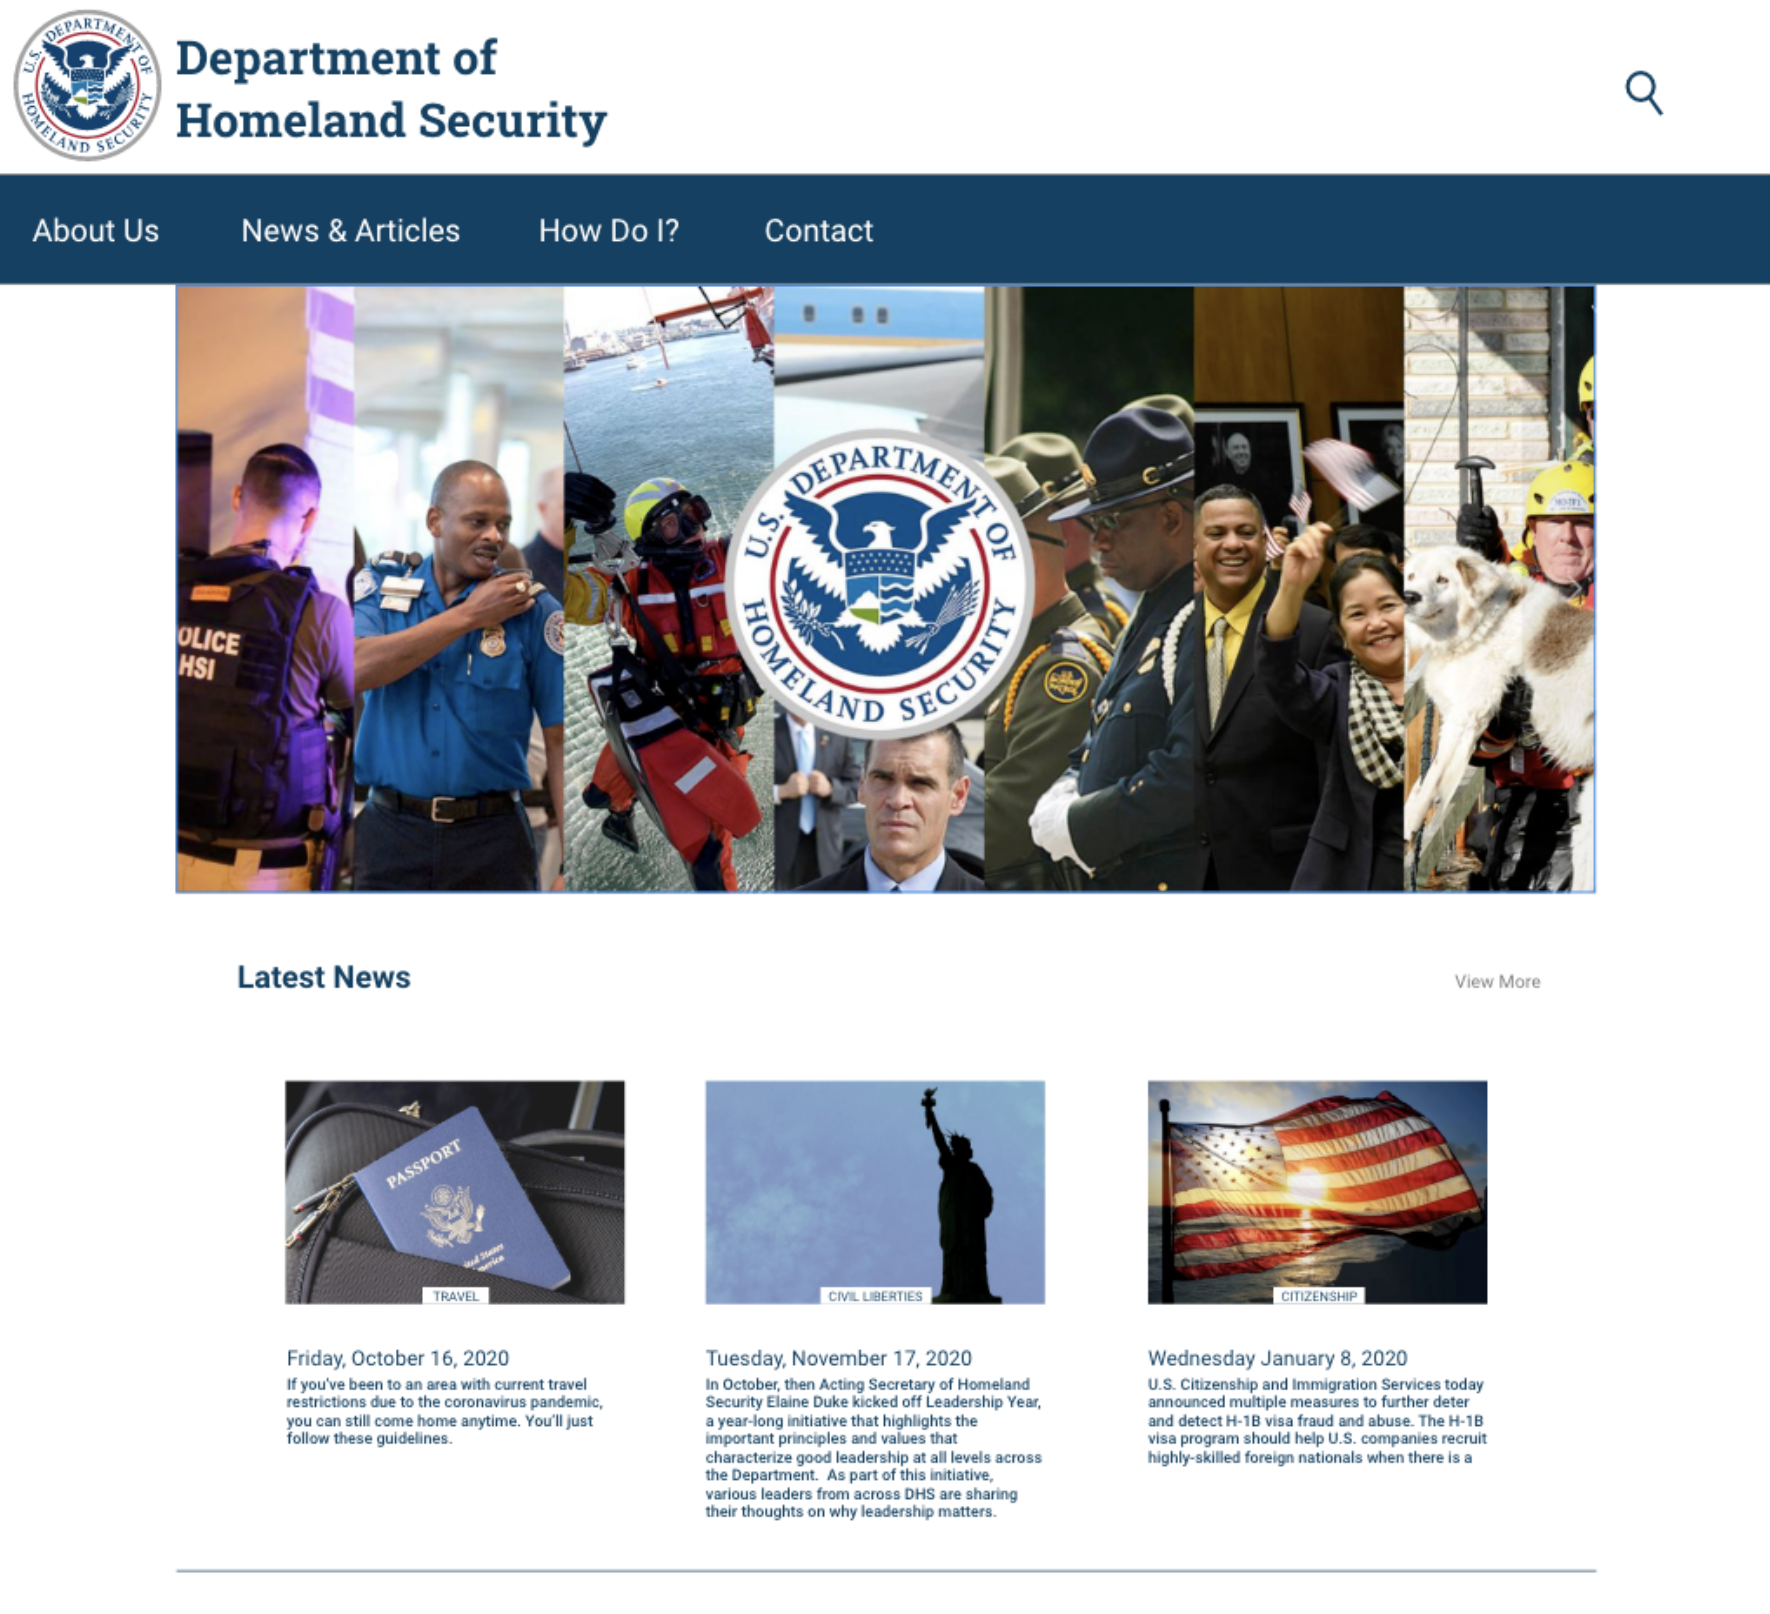 U.S. DEPARTMENT OF HOMELAND SECURITY
Department of
Homeland Security
About Us News & Articles How Do I? Contact
OLICE
HSI
U.S. DEPARTMENT OF HOMELAND SECURITY
Latest News
View More
PASSPORT
ited States
merica
TRAVEL
CIVIL LIBERTIES
CITIZENSHIP
Friday, October 16, 2020
If you've been to an area with current travel
restrictions due to the coronavirus pandemic,
you can still come home anytime. You'll just
follow these guidelines.
Tuesday, November 17, 2020
In October, then Acting Secretary of Homeland
Security Elaine Duke kicked off Leadership Year,
a year-long initiative that highlights the
important principles and values that
characterize good leadership at all levels across
the Department.  As part of this initiative,
various leaders from across DHS are sharing
their thoughts on why leadership matters.
Wednesday January 8, 2020
U.S. Citizenship and Immigration Services today
announced multiple measures to further deter
and detect H-1B visa fraud and abuse. The H-1B
visa program should help U.S. companies recruit
highly-skilled foreign nationals when there is a